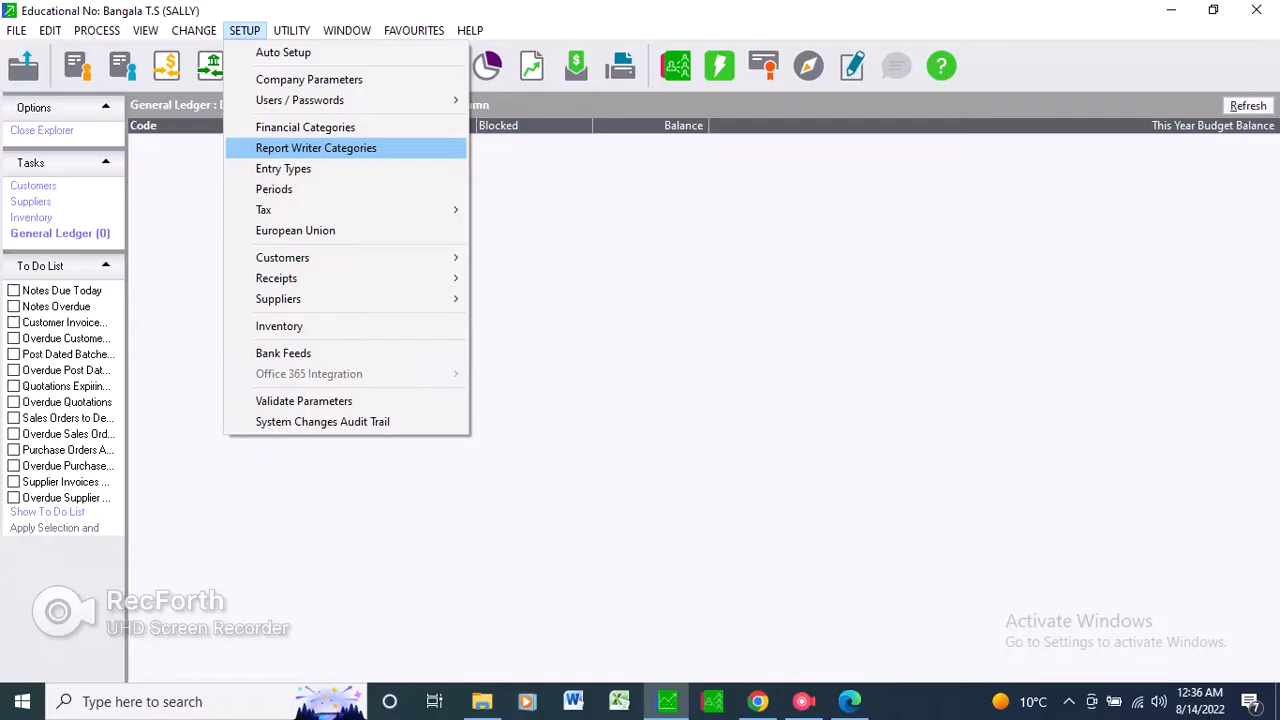 Educational No: Bangala T.S (SALLY)
FILE EDIT PROCESS VIEW CHANGE SETUP UTILITY WINDOW FAVOURITES HELP
Options
Close Explorer
Tasks
Customers
Suppliers
Inventory
General Ledger (0)
To Do List
Notes Due Today
Notes Overdue
Customer Invoice...
Overdue Custome...
Post Dated Batche...
Overdue Post Dat...
Quotations Expirin...
Overdue Quotations
Sales Orders to De...
Overdue Sales Ord...
Purchase Orders A...
Overdue Purchase...
Supplier Invoices ...
Overdue Supplier ...
Show To Do List
Apply Selection and
Auto Setup
Company Parameters
Users / Passwords
Financial Categories
Report Writer Categories
Entry Types
Periods
Tax
European Union
Customers
Receipts
Suppliers
Inventory
Bank Feeds
Office 365 Integration
Validate Parameters
System Changes Audit Trail
General Ledger : Refresh
Code Blocked Balance This Year Budget Balance
RecForth
UHD Screen Recorder
Activate Windows
Go to Settings to activate Windows.
Type here to search
10°C
12:36 AM
8/14/2022
7